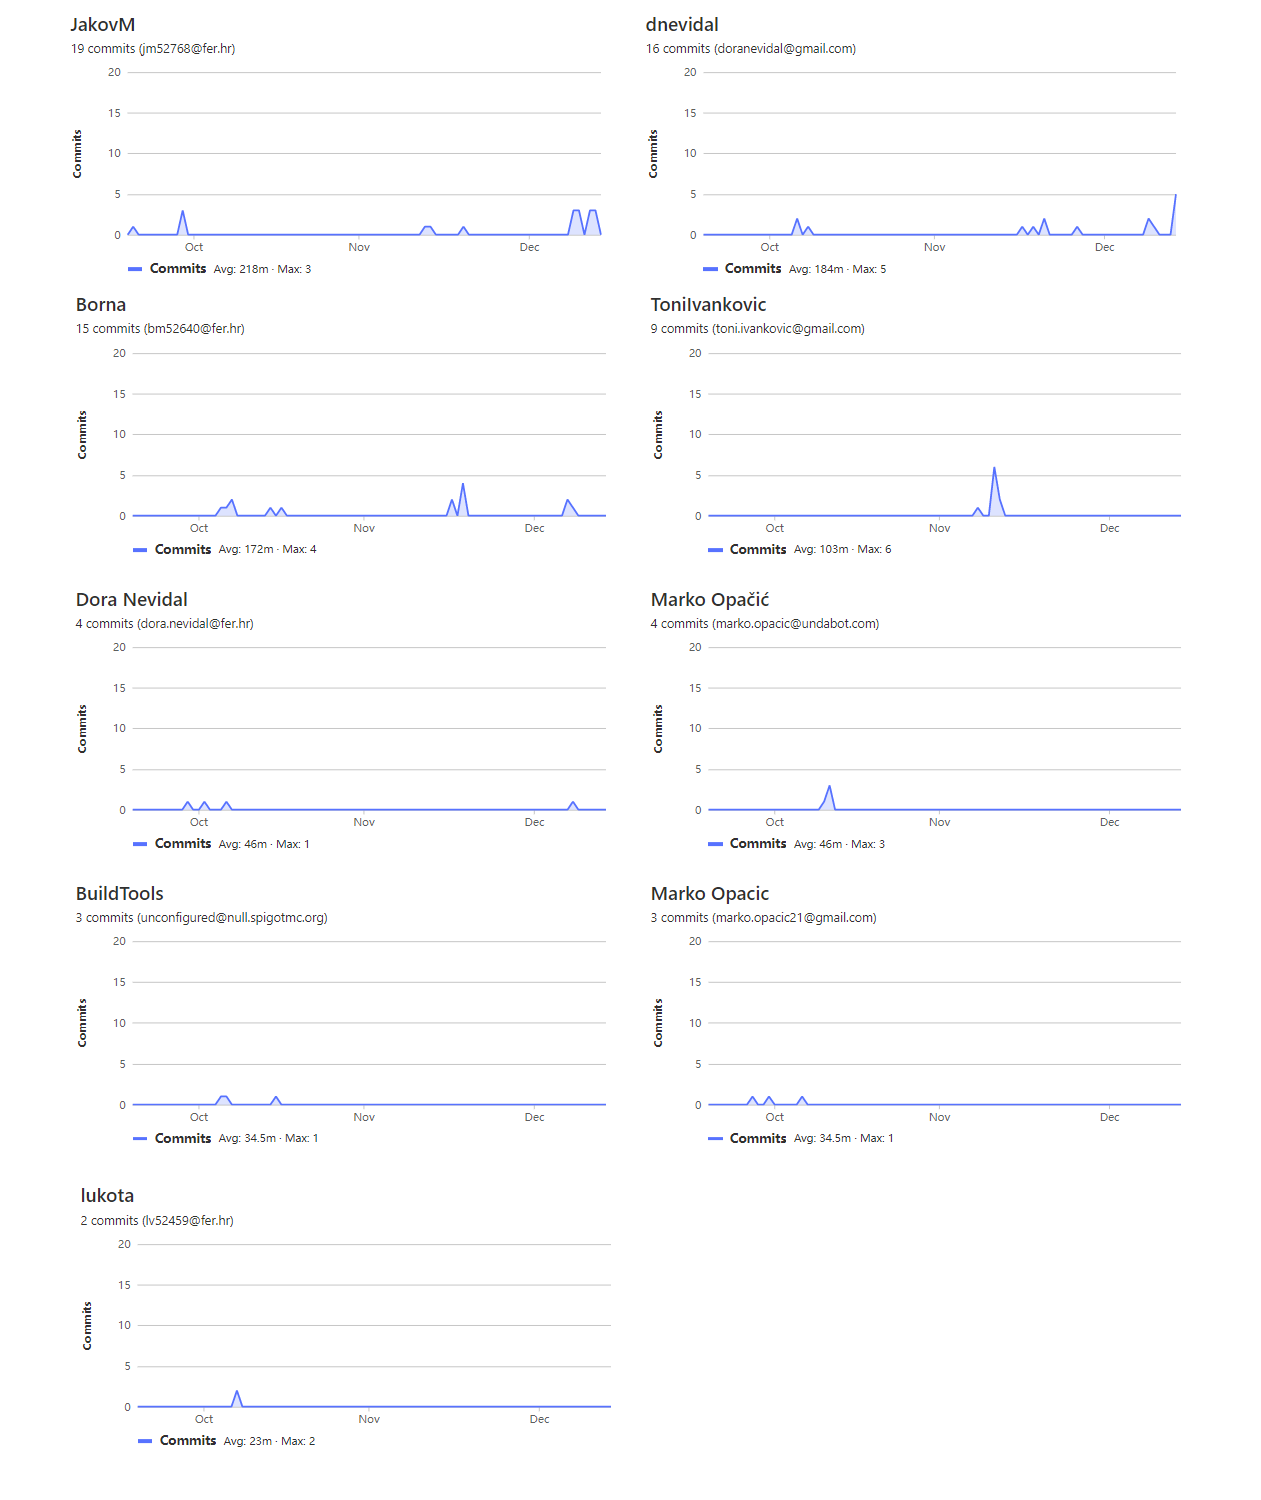 JakovM
19 commits (jm52768@fer.hr)
20
15
10
5
0
Commits
Oct Nov Dec
Commits Avg: 218m · Max: 3
dnevidal
16 commits (doranevidal@gmail.com)
20
15
10
5
0
Commits
Oct Nov Dec
Commits Avg: 184m · Max: 5
Borna
15 commits (bm52640@fer.hr)
20
15
10
5
0
Commits
Oct Nov Dec
Commits Avg: 172m · Max: 4
ToniIvankovic
9 commits (toni.ivankovic@gmail.com)
20
15
10
5
0
Commits
Oct Nov Dec
Commits Avg: 103m · Max: 6
Dora Nevidal
4 commits (dora.nevidal@fer.hr)
20
15
10
5
0
Commits
Oct Nov Dec
Commits Avg: 46m · Max: 1
Marko Opačić
4 commits (marko.opacic@undabot.com)
20
15
10
5
0
Commits
Oct Nov Dec
Commits Avg: 46m · Max: 3
BuildTools
3 commits (unconfigured@null.spigotmc.org)
20
15
10
5
0
Commits
Oct Nov Dec
Commits Avg: 34.5m · Max: 1
Marko Opacic
3 commits (marko.opacic21@gmail.com)
20
15
10
5
0
Commits
Oct Nov Dec
Commits Avg: 34.5m · Max: 1
lukota
2 commits (lv52459@fer.hr)
20
15
10
5
0
Commits
Oct Nov Dec
Commits Avg: 23m · Max: 2